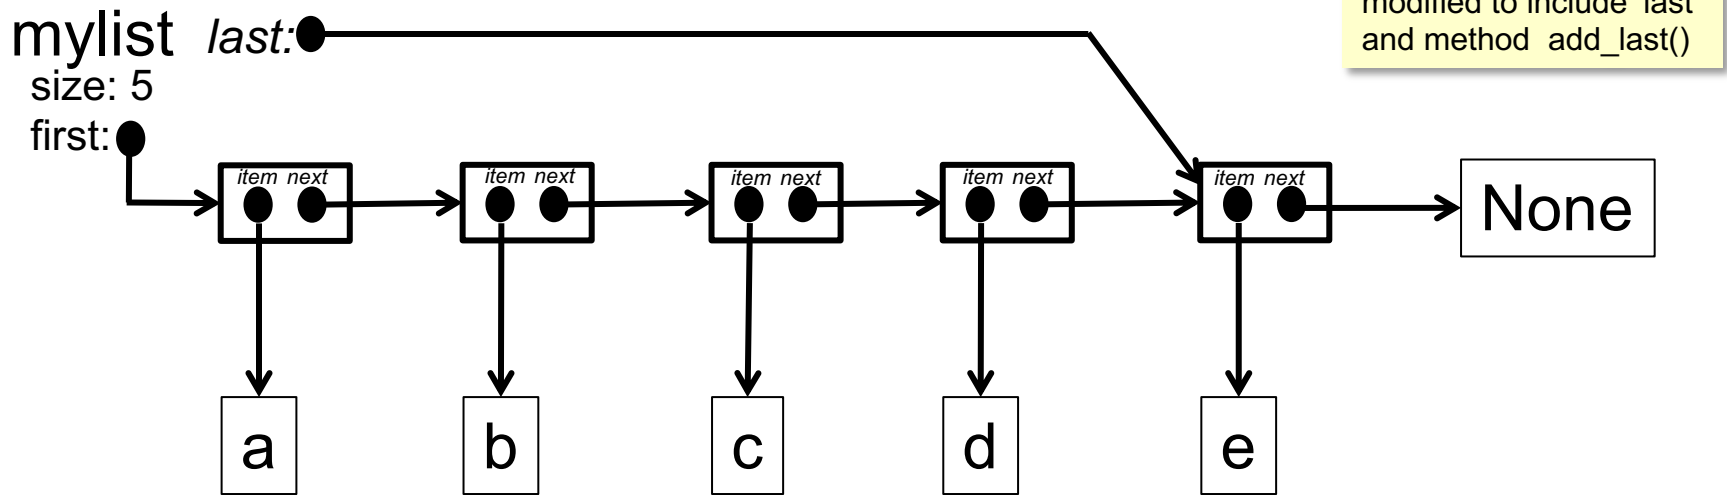 modified to include last
and method add_last()
mylist last:
size: 5
first:
item next
item next
item next
item next
item next
None
a
b
c
d
e